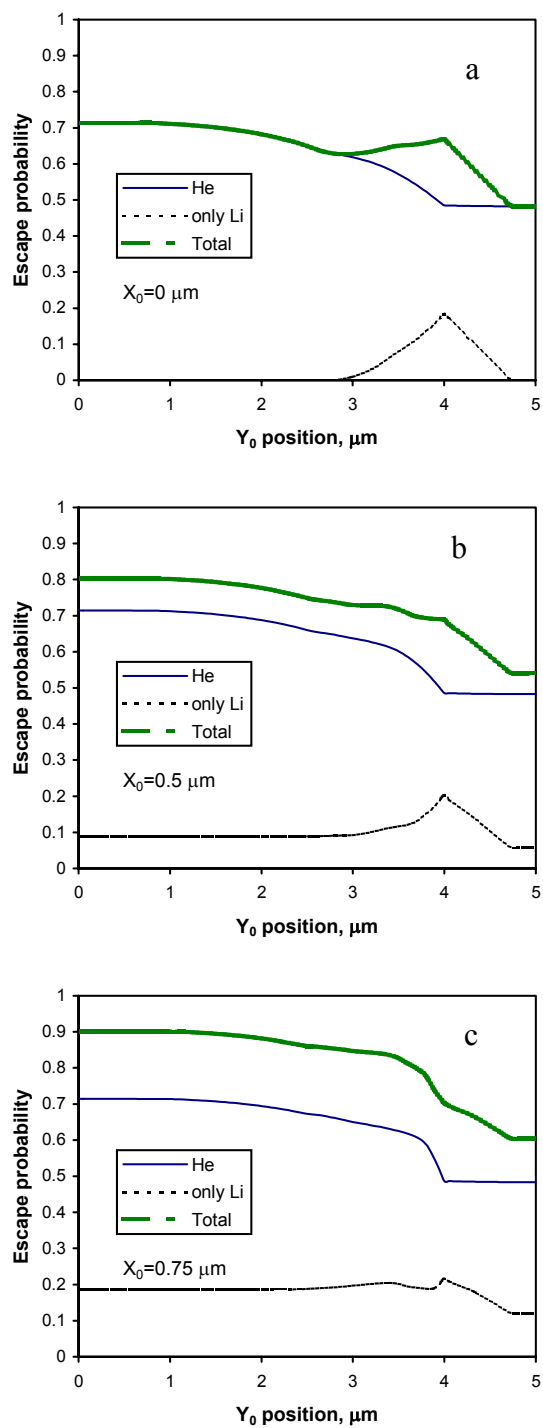 a
1
0.9
0.8
0.7
0.6
0.5
0.4
0.3
0.2
0.1
0
Escape probability
He
only Li
Total
X0=0 μm
0 1 2 3 4 5
Y0 position, μm
b
1
0.9
0.8
0.7
0.6
0.5
0.4
0.3
0.2
0.1
0
Escape probability
He
only Li
Total
X0=0.5 μm
0 1 2 3 4 5
Y0 position, μm
c
1
0.9
0.8
0.7
0.6
0.5
0.4
0.3
0.2
0.1
0
Escape probability
He
only Li
Total
X0=0.75 μm
0 1 2 3 4 5
Y0 position, μm